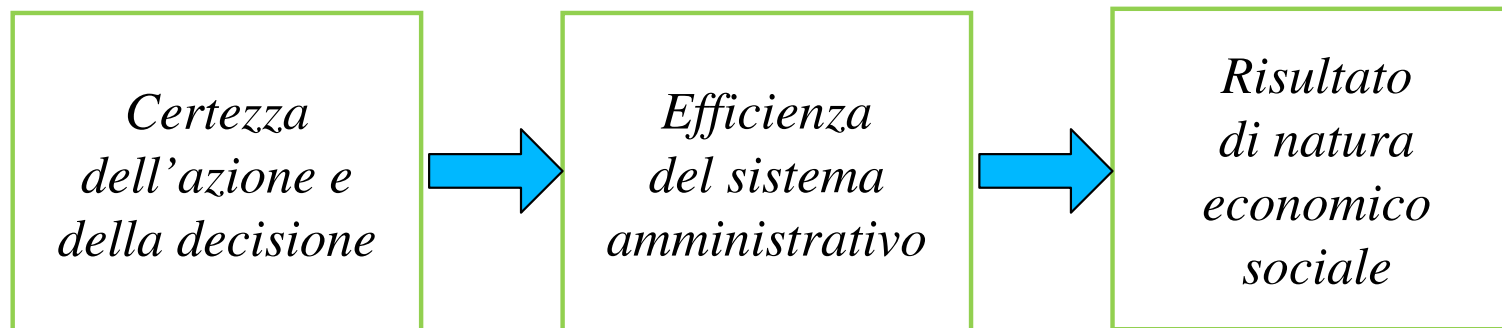 Certezza
dell’azione e
della decisione
Efficienza
del sistema
amministrativo
Risultato
di natura
economico
sociale